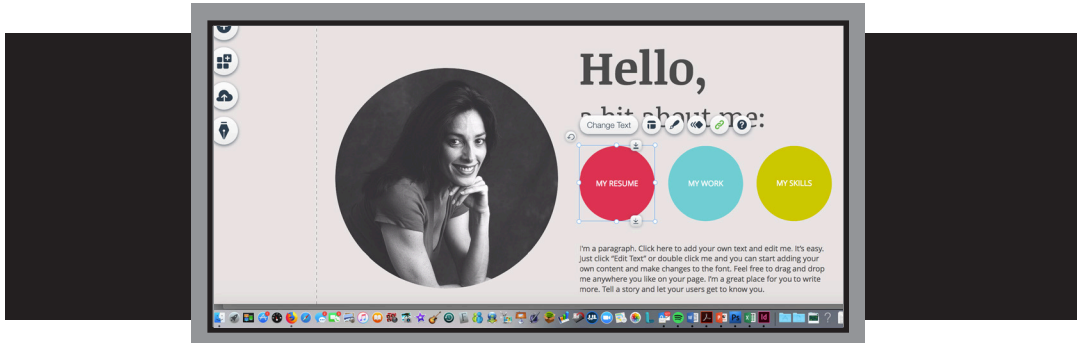 Hello,
a bit about me:
Change Text
MY RESUME
MY WORK
MY SKILLS
I'm a paragraph. Click here to add your own text and edit me. It's easy.
Just click "Edit Text" or double click me and you can start adding your
own content and make changes to the font. Feel free to drag and drop
me anywhere you like on your page. I'm a great place for you to write
more. Tell a story and let your users get to know you.